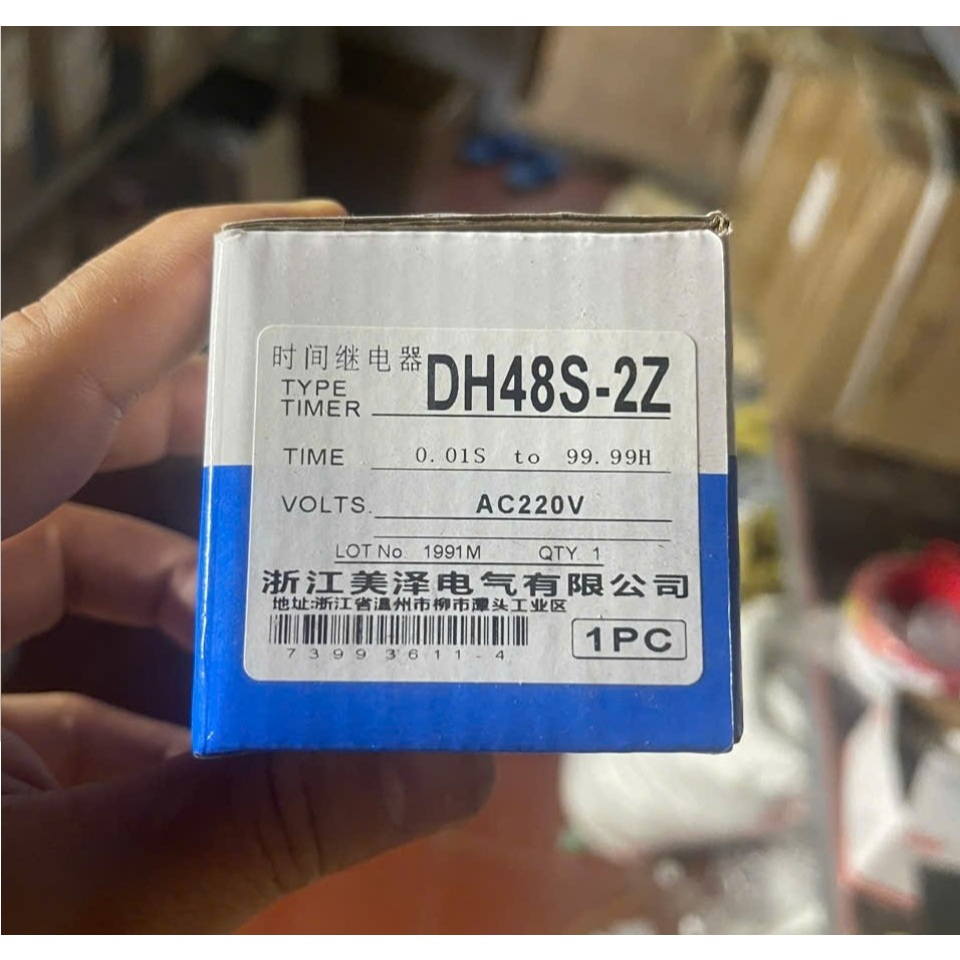 时间继电器
TYPE
TIMER DH48S-2Z
TIME 0.01S to 99.99H
VOLTS. AC220V
LOT No. 1991M QTY 1
浙江美泽电气有限公司
地址:浙江省温州市柳市潭头工业区
73993611-4
1PC